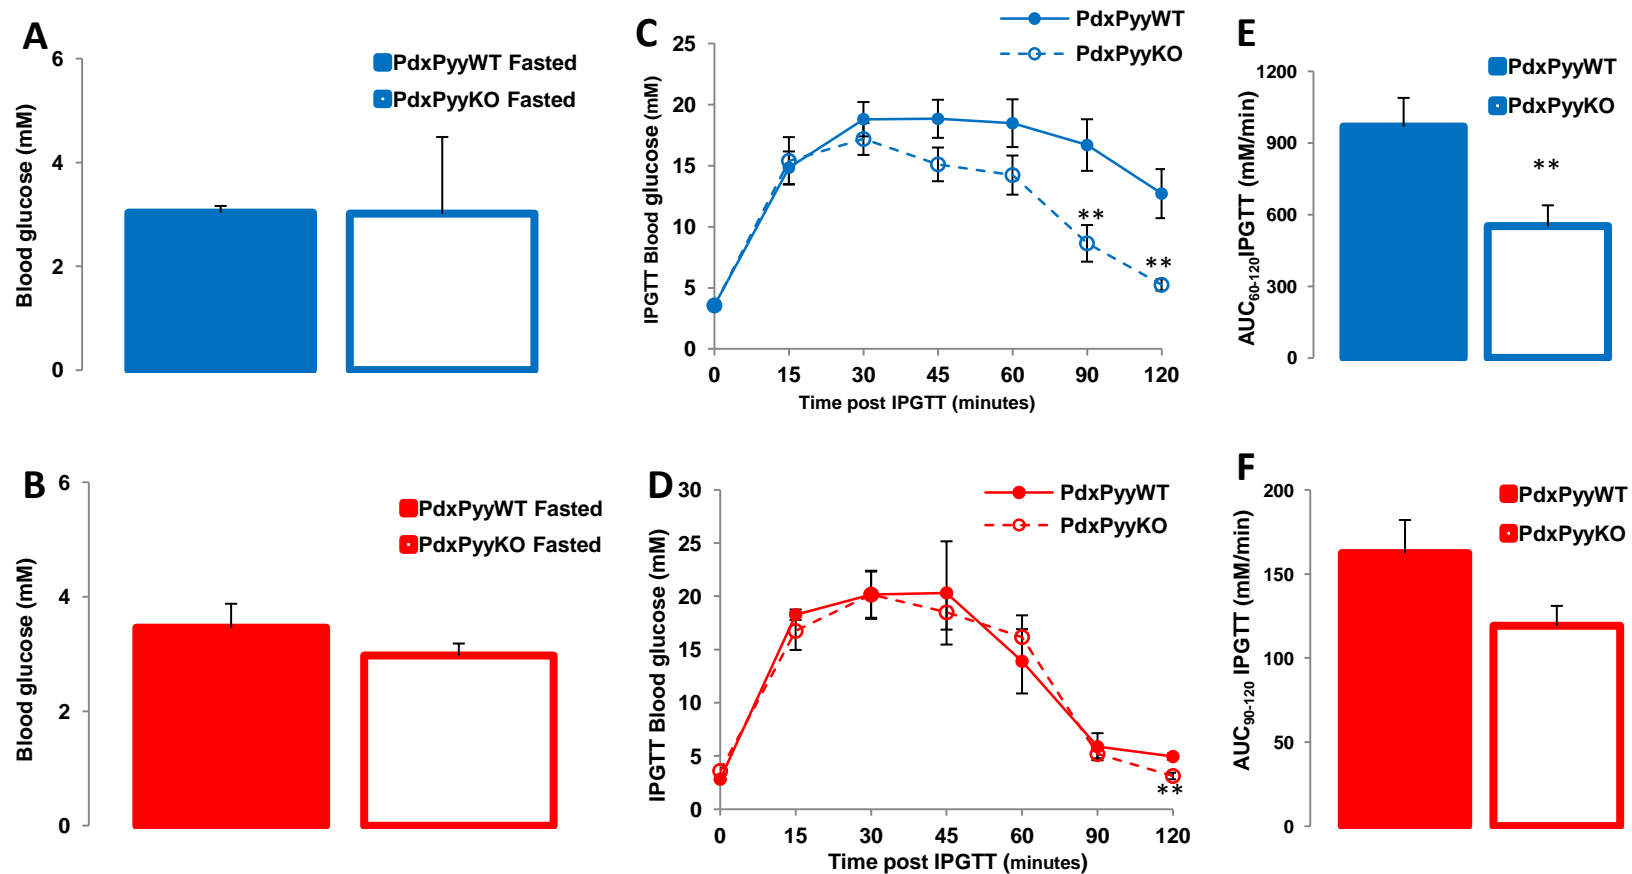 A
6
4
2
0
Blood glucose (mM)
PdxPyyWT Fasted
PdxPyyKO Fasted
C
PdxPyyWT
PdxPyyKO
25
20
15
10
5
0
IPGTT Blood glucose (mM)
**
**
0 15 30 45 60 90 120
Time post IPGTT (minutes)
E
PdxPyyWT
PdxPyyKO
1200
900
600
300
0
AUC60-120IPGTT (mM/min)
**
B
6
4
2
0
Blood glucose (mM)
PdxPyyWT Fasted
PdxPyyKO Fasted
D
PdxPyyWT
PdxPyyKO
30
25
20
15
10
5
0
IPGTT Blood glucose (mM)
**
0 15 30 45 60 90 120
Time post IPGTT (minutes)
F
PdxPyyWT
PdxPyyKO
200
150
100
50
0
AUC90-120 IPGTT (mM/min)